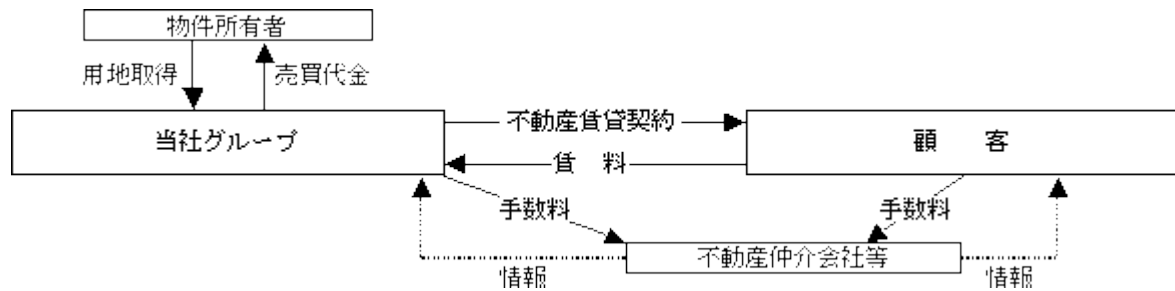 物件所有者
用地取得
売買代金
当社グループ
不動産賃貸契約
顧　客
賃　料
手数料
手数料
不動産仲介会社等
情報
情報